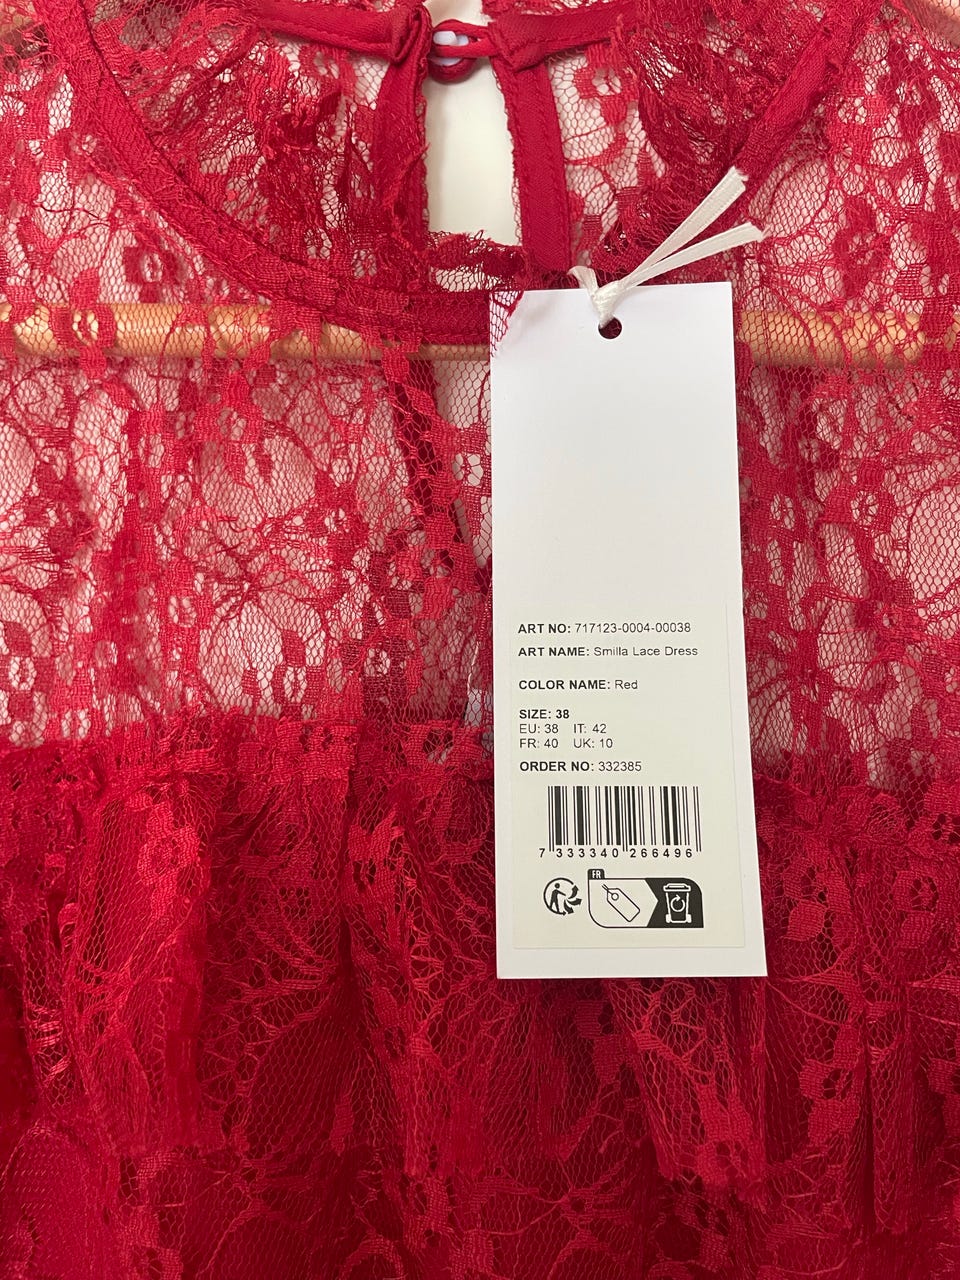 ART NO: 717123-0004-00038
ART NAME: Smilla Lace Dress
COLOR NAME: Red
SIZE: 38
EU: 38 IT: 42
FR: 40 UK: 10
ORDER NO: 332385
7 333340 266496
FR